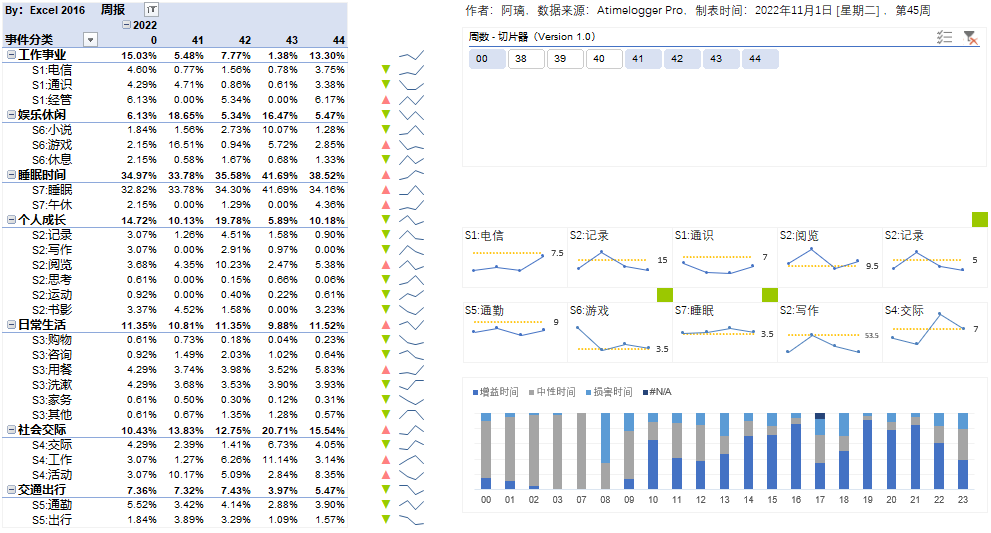 By：Excel 2016 周报
2022
事件分类 0 41 42 43 44
工作事业 15.03% 5.48% 7.77% 1.38% 13.30%
S1:电信 4.60% 0.77% 1.56% 0.78% 3.75%
S1:通识 4.29% 4.71% 0.86% 0.61% 3.38%
S1:经管 6.13% 0.00% 5.34% 0.00% 6.17%
娱乐休闲 6.13% 18.65% 5.34% 16.47% 5.47%
S6:小说 1.84% 1.56% 2.73% 10.07% 1.28%
S6:游戏 2.15% 16.51% 0.94% 5.72% 2.85%
S6:休息 2.15% 0.58% 1.67% 0.68% 1.33%
睡眠时间 34.97% 33.78% 35.58% 41.69% 38.52%
S7:睡眠 32.82% 33.78% 34.30% 41.69% 34.16%
S7:午休 2.15% 0.00% 1.29% 0.00% 4.36%
个人成长 14.72% 10.13% 19.78% 5.89% 10.18%
S2:记录 3.07% 1.26% 4.51% 1.58% 0.90%
S2:写作 3.07% 0.00% 2.91% 0.97% 0.00%
S2:阅览 3.68% 4.35% 10.23% 2.47% 5.38%
S2:思考 0.61% 0.00% 0.15% 0.66% 0.06%
S2:运动 0.92% 0.00% 0.40% 0.22% 0.61%
S2:书影 3.37% 4.52% 1.58% 0.00% 3.23%
日常生活 11.35% 10.81% 11.35% 9.88% 11.52%
S3:购物 0.61% 0.73% 0.18% 0.04% 0.23%
S3:咨询 0.92% 1.49% 2.03% 1.02% 0.64%
S3:用餐 4.29% 3.74% 3.98% 3.52% 5.83%
S3:洗漱 4.29% 3.68% 3.53% 3.90% 3.93%
S3:家务 0.61% 0.50% 0.30% 0.12% 0.31%
S3:其他 0.61% 0.67% 1.35% 1.28% 0.57%
社会交际 10.43% 13.83% 12.75% 20.71% 15.54%
S4:交际 4.29% 2.39% 1.41% 6.73% 4.05%
S4:工作 3.07% 1.27% 6.26% 11.14% 3.14%
S4:活动 3.07% 10.17% 5.09% 2.84% 8.35%
交通出行 7.36% 7.32% 7.43% 3.97% 5.47%
S5:通勤 5.52% 3.42% 4.14% 2.88% 3.90%
S5:出行 1.84% 3.89% 3.29% 1.09% 1.57%
作者：阿璃，数据来源：Atimelogger Pro、制表时间：2022年11月1日 [星期二] ，第45周
周数 - 切片器（Version 1.0）
00 38 39 40 41 42 43 44
S1:电信 S2:记录 S1:通识 S2:阅览 S2:记录
7.5 15 7 9.5 5
S5:通勤 S6:游戏 S7:睡眠 S2:写作 S4:交际
9 3.5 3.5 53.5 7
增益时间 中性时间 损害时间 #N/A
00 01 02 03 07 08 09 10 11 12 13 14 15 16 17 18 19 20 21 22 23